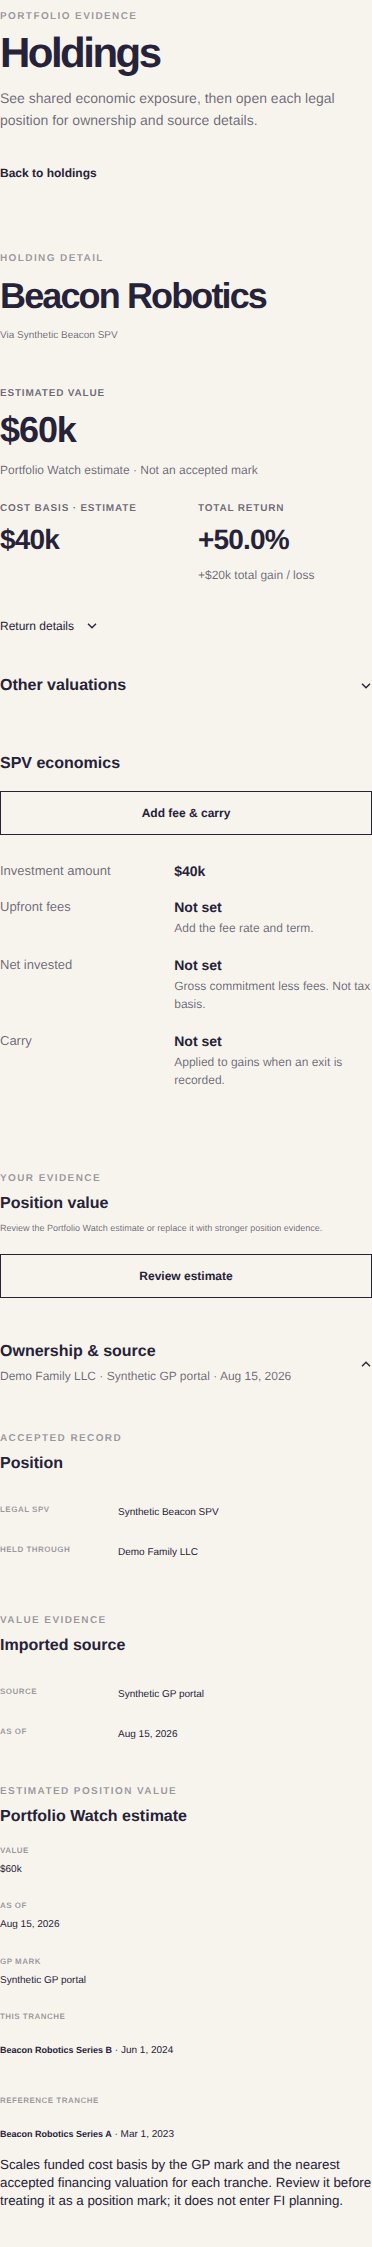 PORTFOLIO EVIDENCE
Holdings
See shared economic exposure, then open each legal
position for ownership and source details.
Back to holdings
HOLDING DETAIL
Beacon Robotics
Via Synthetic Beacon SPV
ESTIMATED VALUE
$60k
Portfolio Watch estimate · Not an accepted mark
COST BASIS · ESTIMATE
$40k
TOTAL RETURN
+50.0%
+$20k total gain / loss
Return details
Other valuations
SPV economics
Add fee & carry
Investment amount
$40k
Upfront fees
Not set
Add the fee rate and term.
Net invested
Not set
Gross commitment less fees. Not tax
basis.
Carry
Not set
Applied to gains when an exit is
recorded.
YOUR EVIDENCE
Position value
Review the Portfolio Watch estimate or replace it with stronger position evidence.
Review estimate
Ownership & source
Demo Family LLC · Synthetic GP portal · Aug 15, 2026
ACCEPTED RECORD
Position
LEGAL SPV
Synthetic Beacon SPV
HELD THROUGH
Demo Family LLC
VALUE EVIDENCE
Imported source
SOURCE
Synthetic GP portal
AS OF
Aug 15, 2026
ESTIMATED POSITION VALUE
Portfolio Watch estimate
VALUE
$60k
AS OF
Aug 15, 2026
GP MARK
Synthetic GP portal
THIS TRANCHE
Beacon Robotics Series B · Jun 1, 2024
REFERENCE TRANCHE
Beacon Robotics Series A · Mar 1, 2023
Scales funded cost basis by the GP mark and the nearest
accepted financing valuation for each tranche. Review it before
treating it as a position mark; it does not enter FI planning.